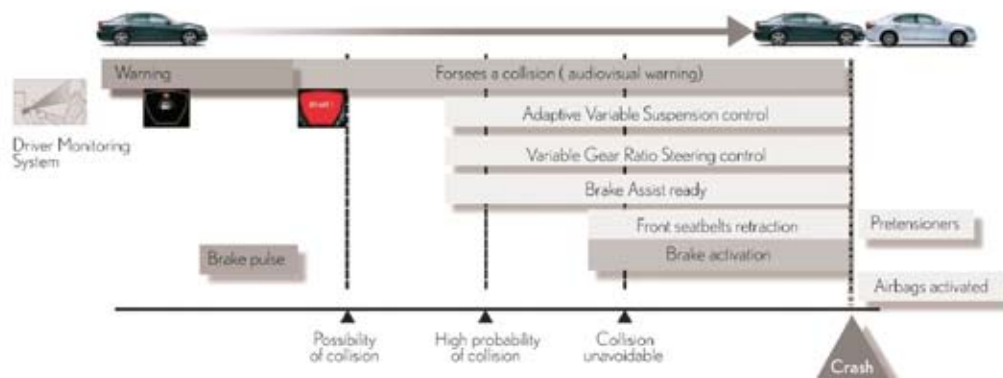 Warning
Forsees a collision ( audiovisual warning)
Driver Monitoring
System
Adaptive Variable Suspension control
Variable Gear Ratio Steering control
Brake Assist ready
Front seatbelts retraction
Pretensioners
Brake pulse
Brake activation
Airbags activated
Possibility
of collision
High probability
of collision
Collision
unavoidable
Crash